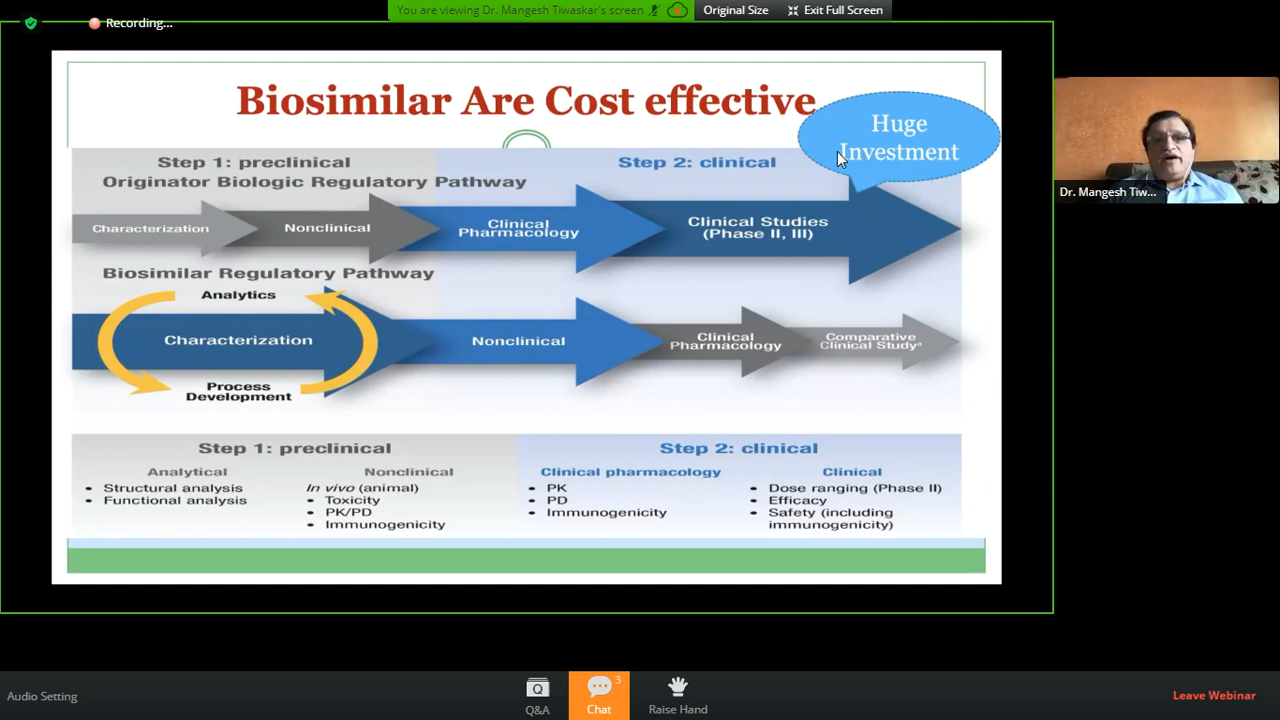 You are viewing Dr. Mangesh Tiwaskar's screen
Original Size
Exit Full Screen
Recording...
Biosimilar Are Cost effective
Huge
Investment
Step 1: preclinical
Step 2: clinical
Originator Biologic Regulatory Pathway
Characterization
Nonclinical
Clinical
Pharmacology
Clinical Studies
(Phase II, III)
Biosimilar Regulatory Pathway
Analytics
Characterization
Process
Development
Nonclinical
Clinical
Pharmacology
Comparative
Clinical Studyª
Step 1: preclinical
Step 2: clinical
Analytical
• Structural analysis
• Functional analysis
Nonclinical
In vivo (animal)
• Toxicity
• PK/PD
• Immunogenicity
Clinical pharmacology
• PK
• PD
• Immunogenicity
Clinical
• Dose ranging (Phase II)
• Efficacy
• Safety (including
immunogenicity)
Dr. Mangesh Tiw...
Audio Setting
Q
Q&A
3
Chat
Raise Hand
Leave Webinar